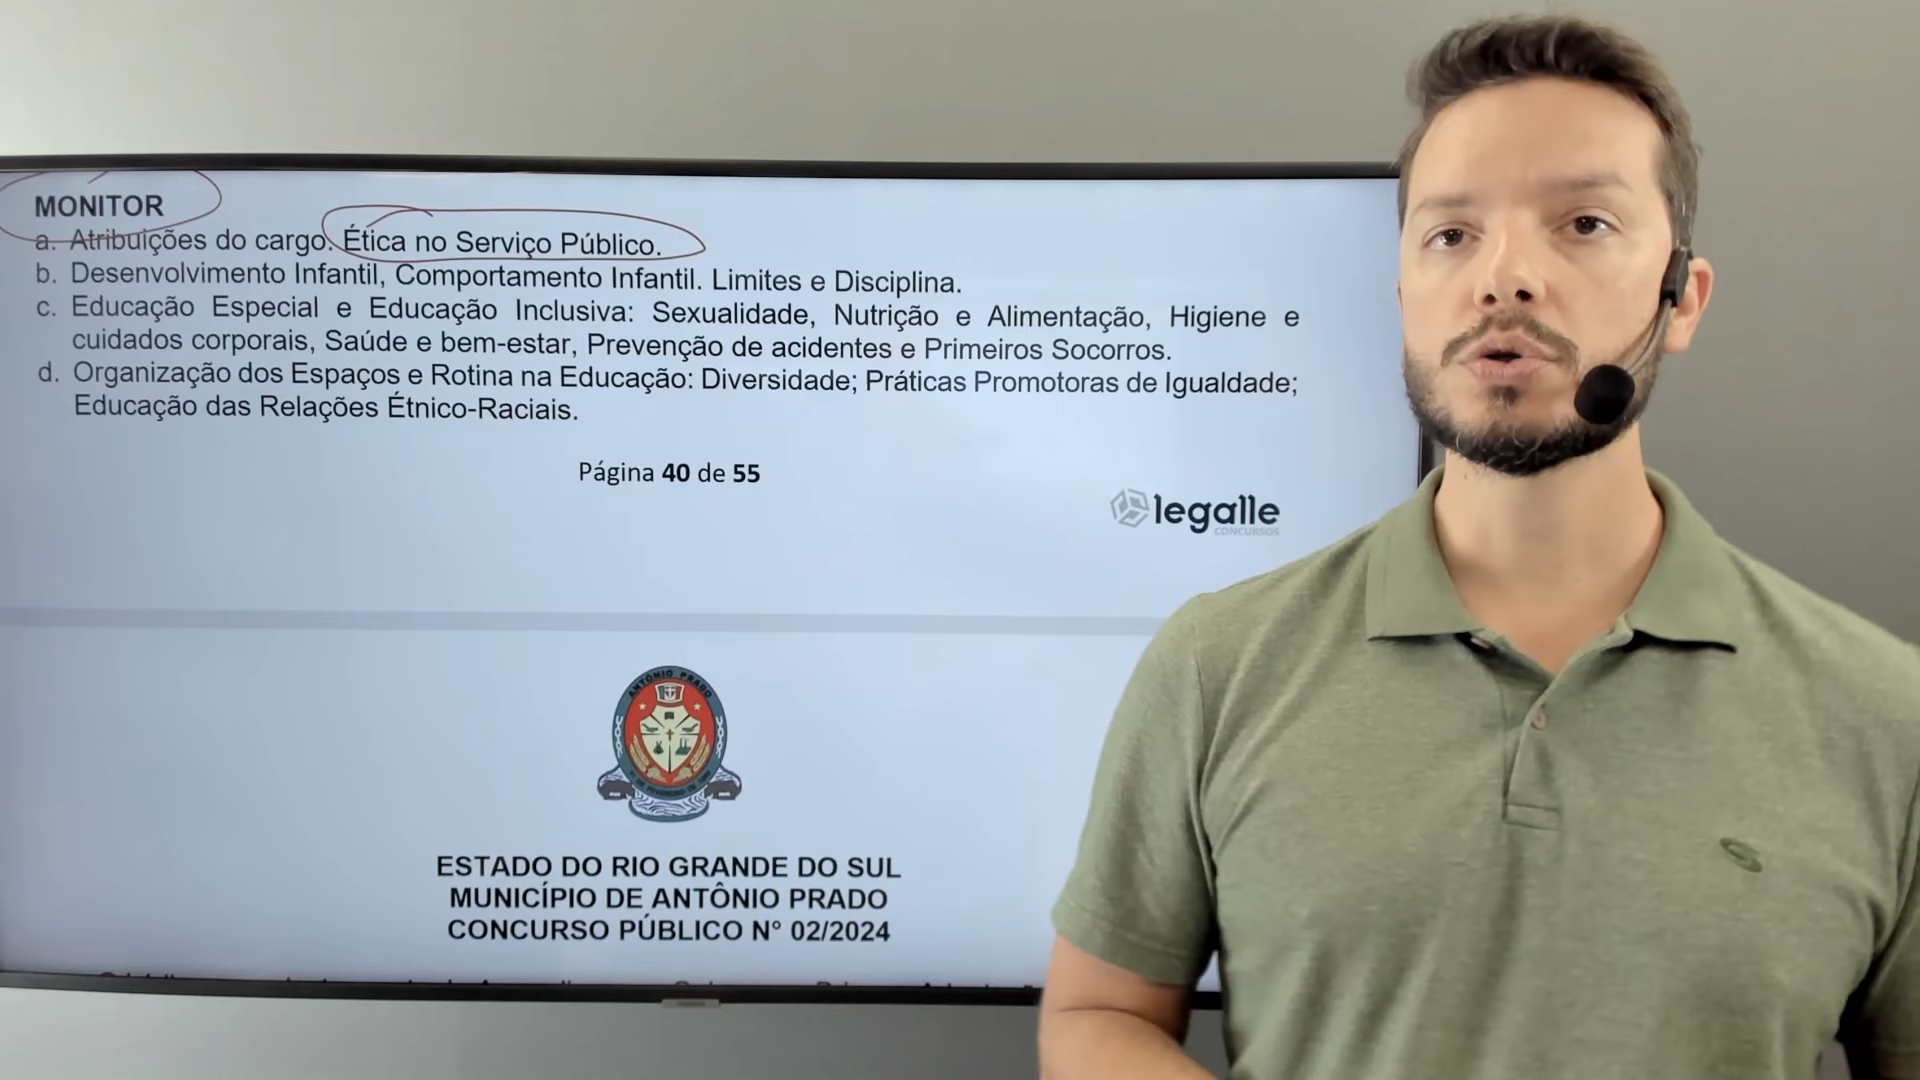 MONITOR
a. Atribuições do cargo. Ética no Serviço Público.
b. Desenvolvimento Infantil, Comportamento Infantil. Limites e Disciplina.
c. Educação Especial e Educação Inclusiva: Sexualidade, Nutrição e Alimentação, Higiene e
cuidados corporais, Saúde e bem-estar, Prevenção de acidentes e Primeiros Socorros.
d. Organização dos Espaços e Rotina na Educação: Diversidade; Práticas Promotoras de Igualdade;
Educação das Relações Étnico-Raciais.
Página 40 de 55
legalle
CONCURSOS
ANTÔNIO PRADO
ESTADO DO RIO GRANDE DO SUL
MUNICÍPIO DE ANTÔNIO PRADO
CONCURSO PÚBLICO N° 02/2024